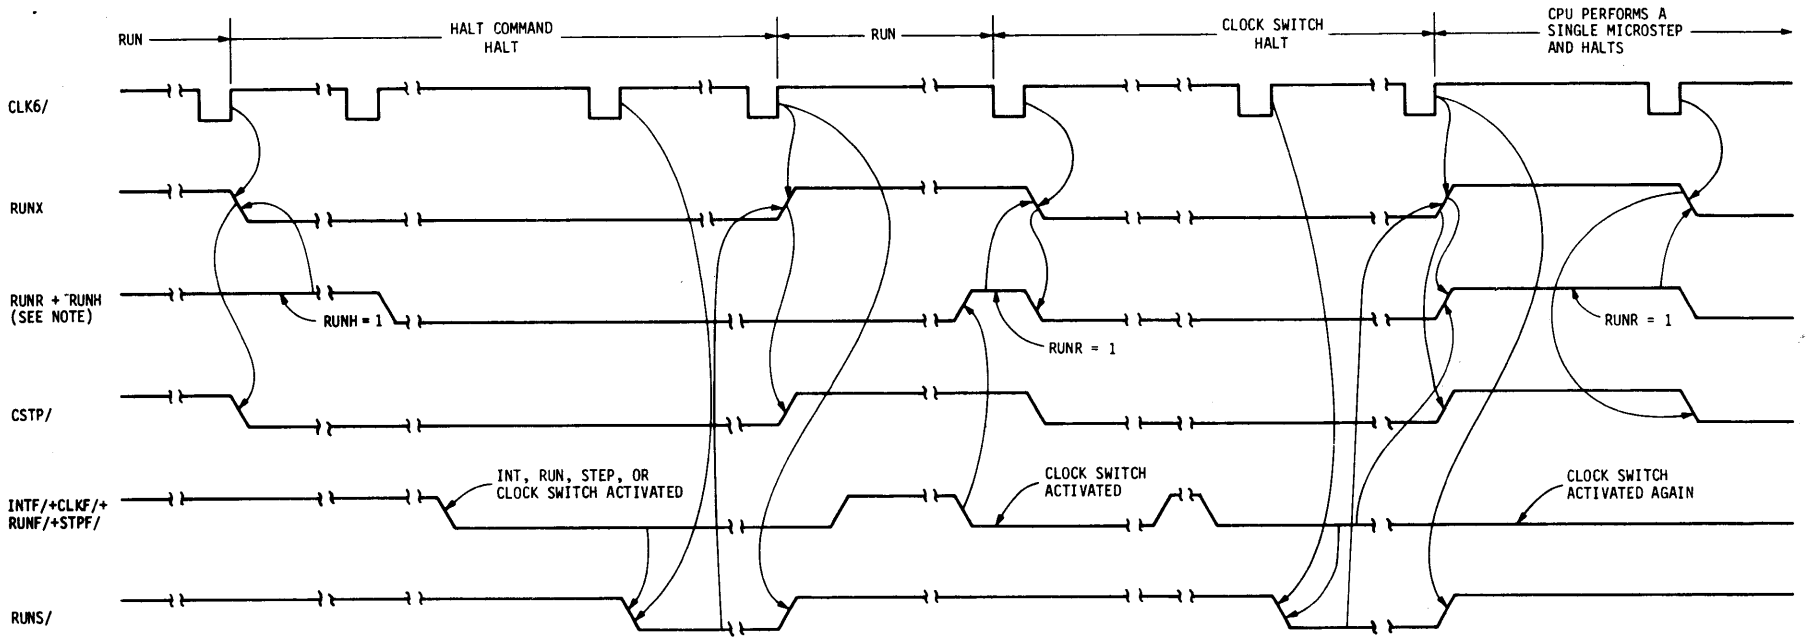 RUN
HALT COMMAND
HALT
RUN
CLOCK SWITCH
HALT
CPU PERFORMS A
SINGLE MICROSTEP
AND HALTS
CLK6/
RUNX
RUNR + RUNH
(SEE NOTE)
RUNH = 1
RUNR = 1
RUNR = 1
CSTP/
INTF/+CLKF/+
RUNF/+STPF/
INT, RUN, STEP, OR
CLOCK SWITCH ACTIVATED
CLOCK SWITCH
ACTIVATED
CLOCK SWITCH
ACTIVATED AGAIN
RUNS/